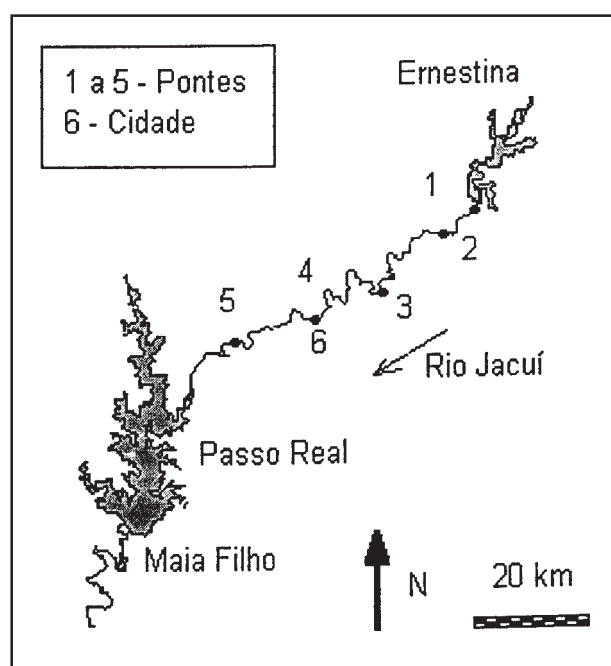 1 a 5 - Pontes
6 - Cidade
Ernestina
1
2
4
3
5
6
Rio Jacuí
Passo Real
Maia Filho
N
20 km